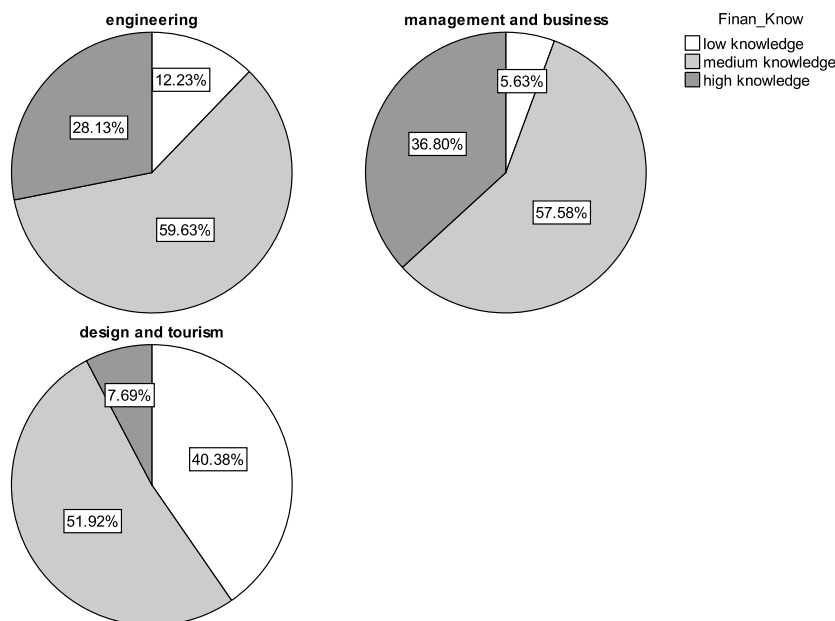 engineering
12.23%
28.13%
59.63%
management and business
5.63%
36.80%
57.58%
Finan_Know
low knowledge
medium knowledge
high knowledge
design and tourism
7.69%
40.38%
51.92%